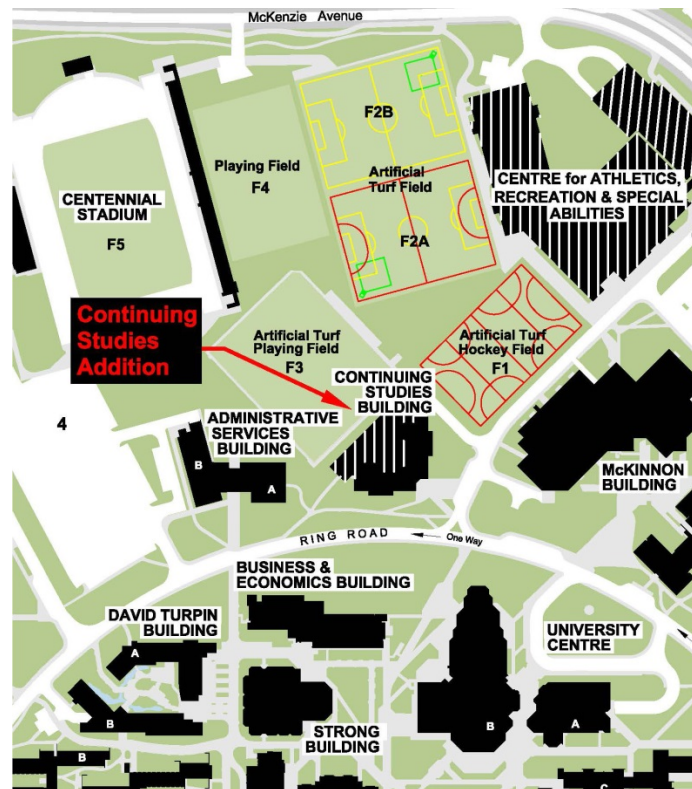 McKenzie Avenue
F2B
Playing Field
F4
Artificial
Turf Field
CENTRE for ATHLETICS,
RECREATION & SPECIAL
ABILITIES
CENTENNIAL
STADIUM
F5
F2A
Continuing
Studies
Addition
Artificial Turf
Playing Field
F3
Artificial Turf
Hockey Field
F1
CONTINUING
STUDIES
BUILDING
4
ADMINISTRATIVE
SERVICES
BUILDING
B
A
McKINNON
BUILDING
RING ROAD
One Way
BUSINESS &
ECONOMICS BUILDING
DAVID TURPIN
BUILDING
A
UNIVERSITY
CENTRE
B
STRONG
BUILDING
B
A
B
C